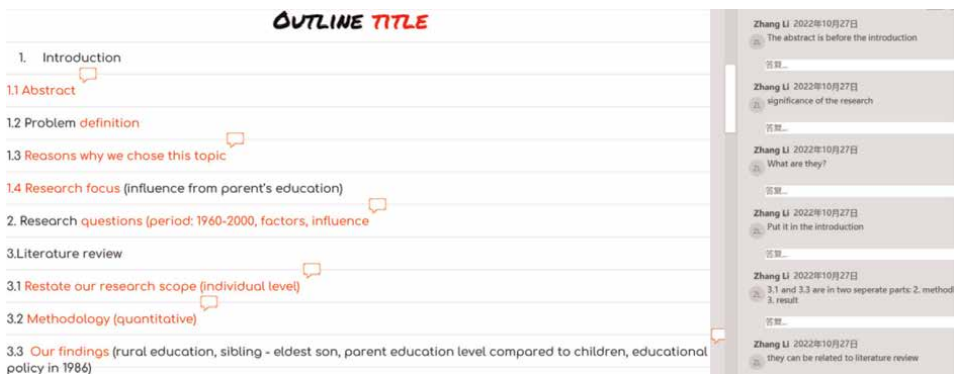 OUTLINE TITLE
1. Introduction
1.1 Abstract
1.2 Problem definition
1.3 Reasons why we chose this topic
1.4 Research focus (influence from parent's education)
2. Research questions (period: 1960-2000, factors, influence
3.Literature review
3.1 Restate our research scope (individual level)
3.2 Methodology (quantitative)
3.3 Our findings (rural education, sibling - eldest son, parent education level compared to children, educational
policy in 1986)
Zhang Li 2022年10月27日
The abstract is before the introduction
答复...
Zhang Li 2022年10月27日
significance of the research
答复...
Zhang Li 2022年10月27日
What are they?
答复...
Zhang Li 2022年10月27日
Put it in the introduction
答复...
Zhang Li 2022年10月27日
3.1 and 3.3 are in two seperate parts: 2. method
3. result
答复...
Zhang Li 2022年10月27日
they can be related to literature review